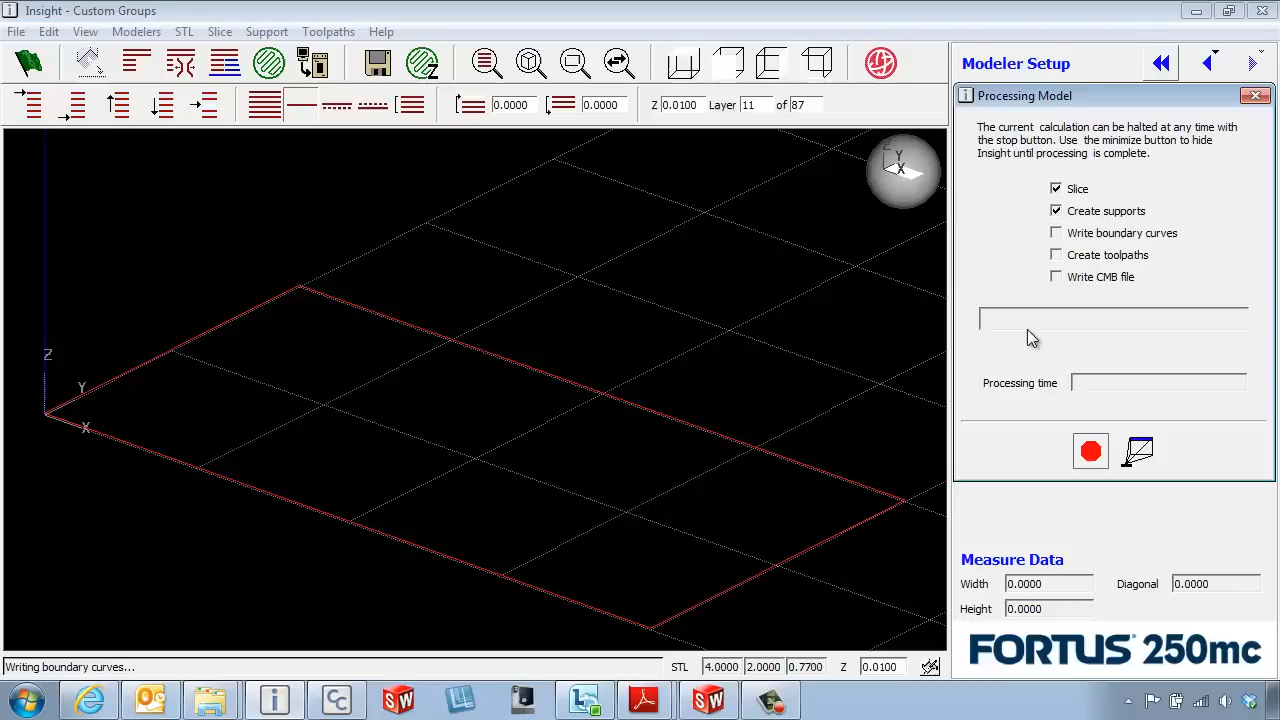 Insight - Custom Groups
File Edit View Modelers STL Slice Support Toolpaths Help
Z
0.0000 0.0000 Z 0.0100 Layer 11 of 87
Modeler Setup
Processing Model
The current calculation can be halted at any time with
the stop button. Use the minimize button to hide
Insight until processing is complete.
Slice
Create supports
Write boundary curves
Create toolpaths
Write CMB file
Processing time
Z
Y
X
Z
Y
X
Measure Data
Width 0.0000 Diagonal 0.0000
Height 0.0000
FORTUS 250mc
Writing boundary curves... STL 4.0000 2.0000 0.7700 Z 0.0100
Cc
SW
SW